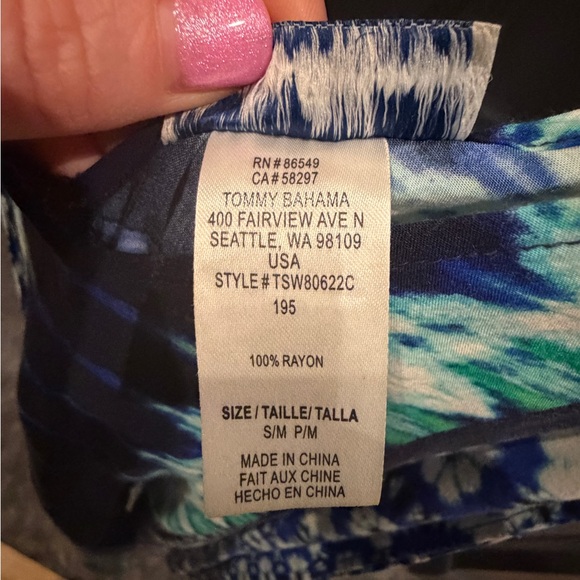 RN# 86549
CA# 58297
TOMMY BAHAMA
400 FAIRVIEW AVE N
SEATTLE, WA 98109
USA
STYLE# TSW80622C
195
100% RAYON
SIZE/TAILLE/TALLA
S/M P/M
MADE IN CHINA
FAIT AUX CHINE
HECHO EN CHINA